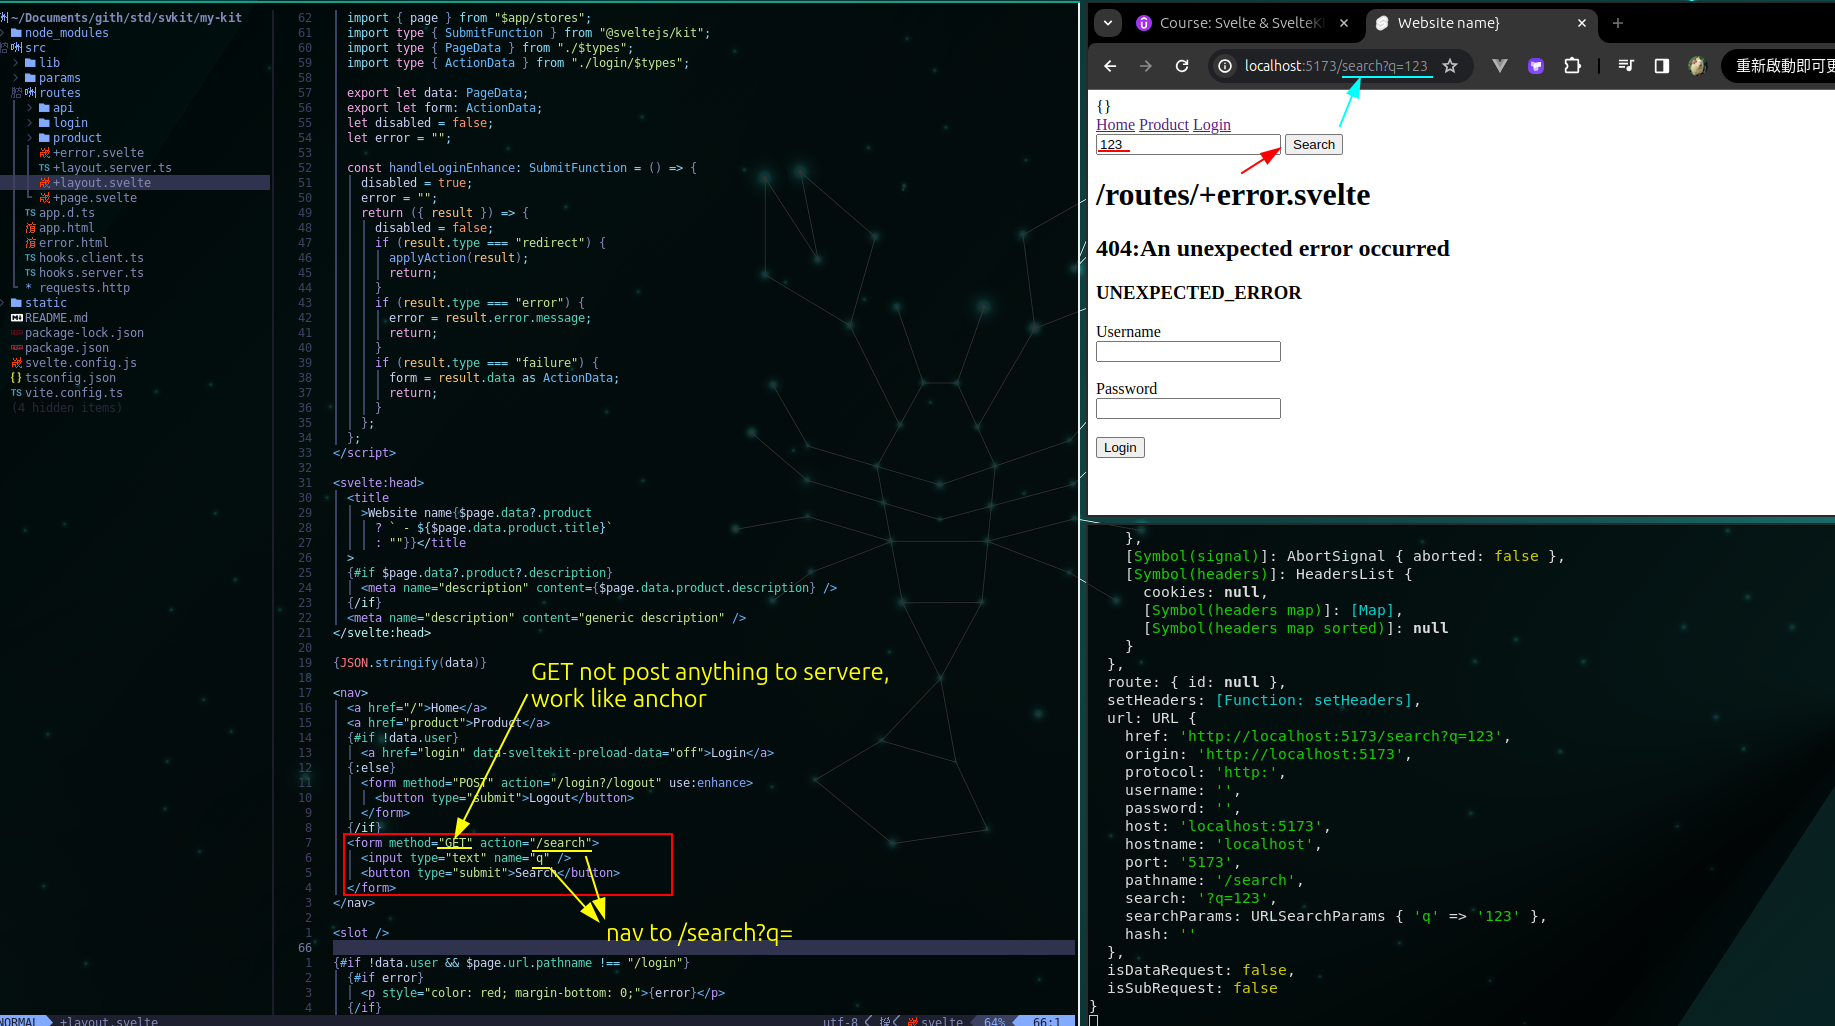 ~/Documents/gith/std/svkit/my-kit
node_modules
src
lib
params
routes
api
login
product
+error.svelte
TS +layout.server.ts
+layout.svelte
+page.svelte
TS app.d.ts
app.html
error.html
TS hooks.client.ts
TS hooks.server.ts
* requests.http
static
README.md
package-lock.json
package.json
svelte.config.js
{} tsconfig.json
TS vite.config.ts
(4 hidden items)
62 import { page } from "$app/stores";
61 import type { SubmitFunction } from "@sveltejs/kit";
60 import type { PageData } from "./$types";
59 import type { ActionData } from "./login/$types";
58
57 export let data: PageData;
56 export let form: ActionData;
55 let disabled = false;
54 let error = "";
53
52 const handleLoginEnhance: SubmitFunction = () => {
51 disabled = true;
50 error = "";
49 return ({ result }) => {
48 disabled = false;
47 if (result.type === "redirect") {
46 applyAction(result);
45 return;
44 }
43 if (result.type === "error") {
42 error = result.error.message;
41 return;
40 }
39 if (result.type === "failure") {
38 form = result.data as ActionData;
37 return;
36 }
35 };
34 };
33 </script>
32
31 <svelte:head>
30 <title
29 >Website name{$page.data?.product
28 ? ` - ${$page.data.product.title}`
27 : ""}}</title
26 >
25 {#if $page.data?.product?.description}
24 <meta name="description" content={$page.data.product.description} />
23 {/if}
22 <meta name="description" content="generic description" />
21 </svelte:head>
20
19 {JSON.stringify(data)}
18
17 <nav>
16 <a href="/">Home</a>
15 <a href="product">Product</a>
14 {#if !data.user}
13 <a href="login" data-sveltekit-preload-data="off">Login</a>
12 {:else}
11 <form method="POST" action="/login?/logout" use:enhance>
10 <button type="submit">Logout</button>
9 </form>
8 {/if}
7 <form method="GET" action="/search">
6 <input type="text" name="q" />
5 <button type="submit">Search</button>
4 </form>
3 </nav>
2
1 <slot />
66
1 {#if !data.user && $page.url.pathname !== "/login"}
2 {#if error}
3 <p style="color: red; margin-bottom: 0;">{error}</p>
4 {/if}
GET not post anything to servere,
work like anchor
nav to /search?q=
NORMAL +layout.svelte utf-8 svelte 64% 66:1
Course: Svelte & SvelteKi
Website name}
localhost:5173/search?q=123
重新啟動即可更
{}
Home Product Login
123 Search
/routes/+error.svelte
404:An unexpected error occurred
UNEXPECTED_ERROR
Username
Password
Login
},
[Symbol(signal)]: AbortSignal { aborted: false },
[Symbol(headers)]: HeadersList {
cookies: null,
[Symbol(headers map)]: [Map],
[Symbol(headers map sorted)]: null
}
},
route: { id: null },
setHeaders: [Function: setHeaders],
url: URL {
href: 'http://localhost:5173/search?q=123',
origin: 'http://localhost:5173',
protocol: 'http:',
username: '',
password: '',
host: 'localhost:5173',
hostname: 'localhost',
port: '5173',
pathname: '/search',
search: '?q=123',
searchParams: URLSearchParams { 'q' => '123' },
hash: ''
},
isDataRequest: false,
isSubRequest: false
}